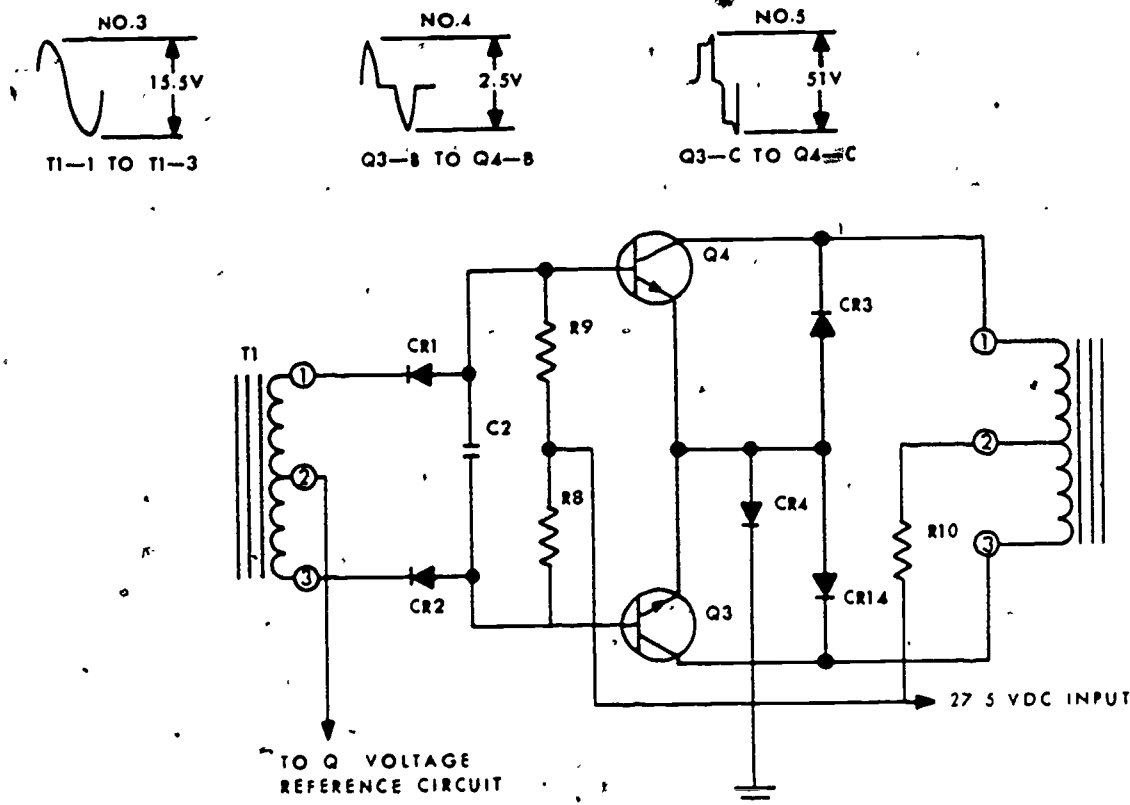 NO.3
NO.4
NO.5
15.5V
2.5V
51V
T1-1 TO T1-3
Q3-B TO Q4-B
Q3-C TO Q4-C
Q4
R9
CR3
T1
CR1
1
1
C2
2
2
R8
CR4
R10
3
3
CR2
Q3
CR14
27 5 VDC INPUT
TO Q VOLTAGE
REFERENCE CIRCUIT